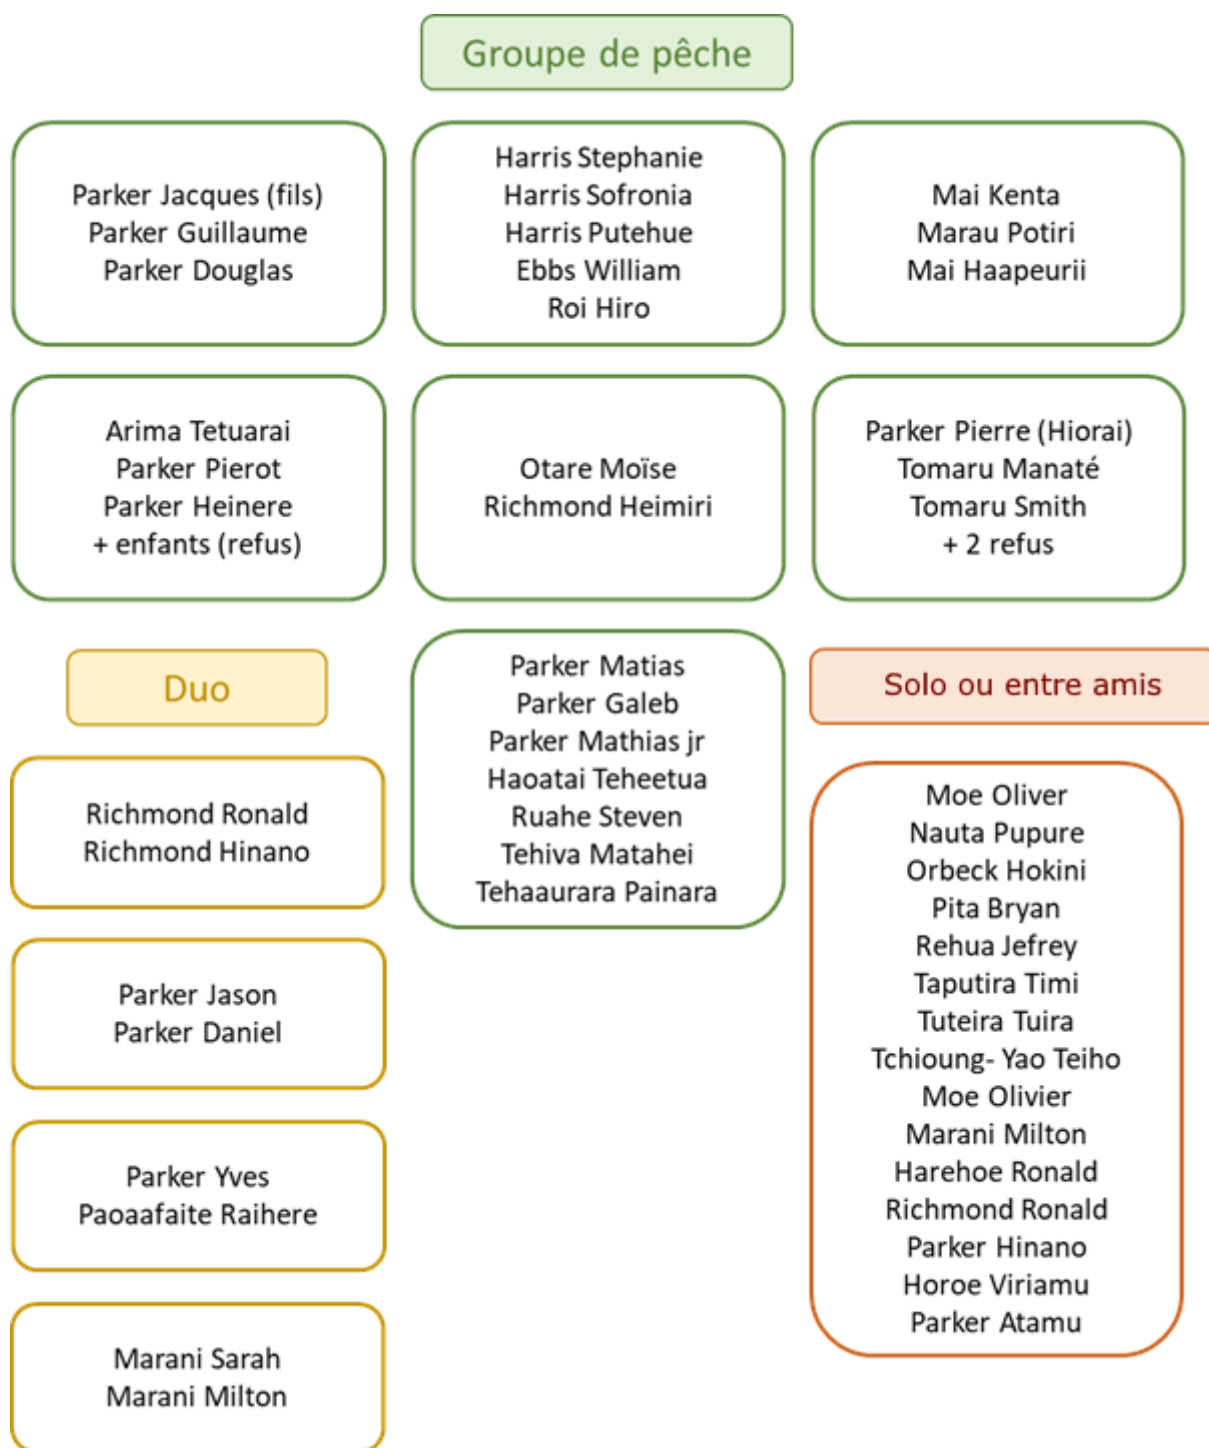 Groupe de pêche
Parker Jacques (fils)
Parker Guillaume
Parker Douglas
Harris Stephanie
Harris Sofronia
Harris Putehue
Ebbs William
Roi Hiro
Mai Kenta
Marau Potiri
Mai Haapeurii
Arima Tetuarai
Parker Pierot
Parker Heinere
+ enfants (refus)
Otare Moïse
Richmond Heimiri
Parker Pierre (Hiorai)
Tomaru Manaté
Tomaru Smith
+ 2 refus
Parker Matias
Parker Galeb
Parker Mathias jr
Haoatai Teheetua
Ruahe Steven
Tehiva Matahei
Tehaaurara Painara
Duo
Richmond Ronald
Richmond Hinano
Parker Jason
Parker Daniel
Parker Yves
Paoaafaite Raihere
Marani Sarah
Marani Milton
Solo ou entre amis
Moe Oliver
Nauta Pupure
Orbeck Hokini
Pita Bryan
Rehua Jefrey
Taputira Timi
Tuteira Tuira
Tchioung- Yao Teiho
Moe Olivier
Marani Milton
Harehoe Ronald
Richmond Ronald
Parker Hinano
Horoe Viriamu
Parker Atamu